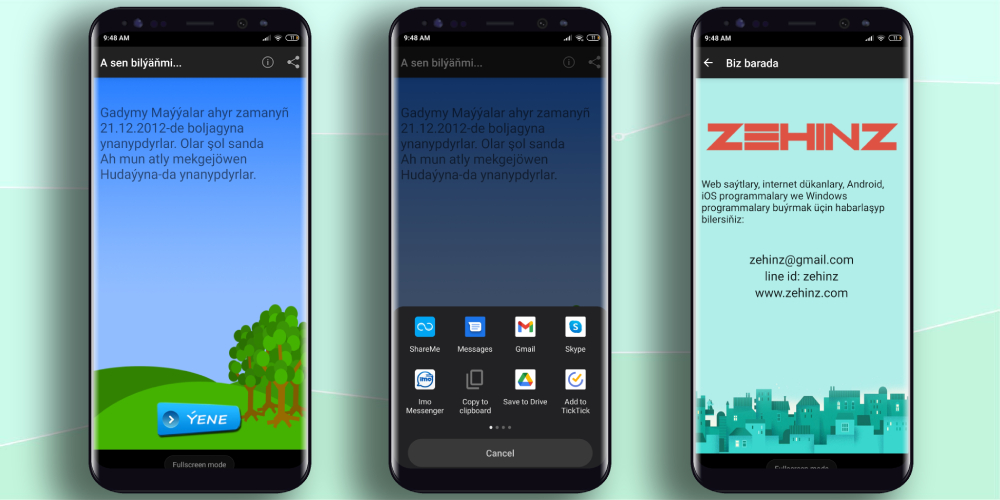 9:48 AM
A sen bilýäňmi...
Gadymy Maýýalar ahyr zamanyň
21.12.2012-de boljagyna
ynanypdyrlar. Olar şol sanda
Ah mun atly mekgejöwen
Hudaýyna-da ynanypdyrlar.
ÝENE
Fullscreen mode
9:48 AM
A sen bilýäňmi...
Gadymy Maýýalar ahyr zamanyň
21.12.2012-de boljagyna
ynanypdyrlar. Olar şol sanda
Ah mun atly mekgejöwen
Hudaýyna-da ynanypdyrlar.
ShareMe
Messages
Gmail
Skype
imo
Imo
Messenger
Copy to
clipboard
Save to Drive
Add to
TickTick
Cancel
9:48 AM
Biz barada
ZEHINZ
Web saýtlary, internet dükanlary, Android,
iOS programmalary we Windows
programmalary buýrmak üçin habarlaşyp
bilersiňiz:
zehinz@gmail.com
line id: zehinz
www.zehinz.com
Fullscreen mode